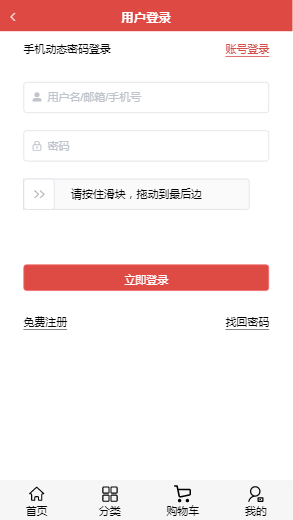 用户登录
手机动态密码登录 账号登录
用户名/邮箱/手机号
密码
>> 请按住滑块，拖动到最后边
立即登录
免费注册 找回密码
首页 分类 购物车 我的